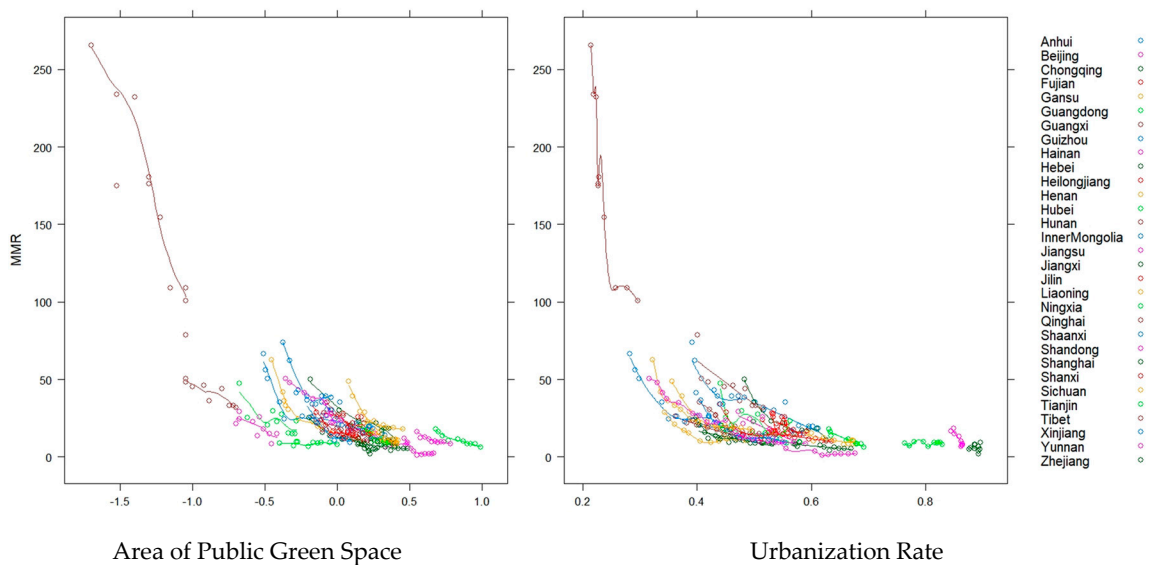 MMR
250
200
150
100
50
0
-1.5 -1.0 -0.5 0.0 0.5 1.0
Area of Public Green Space
250
200
150
100
50
0
0.2 0.4 0.6 0.8
Urbanization Rate
Anhui
Beijing
Chongqing
Fujian
Gansu
Guangdong
Guangxi
Guizhou
Hainan
Hebei
Heilongjiang
Henan
Hubei
Hunan
InnerMongolia
Jiangsu
Jiangxi
Jilin
Liaoning
Ningxia
Qinghai
Shaanxi
Shandong
Shanghai
Shanxi
Sichuan
Tianjin
Tibet
Xinjiang
Yunnan
Zhejiang